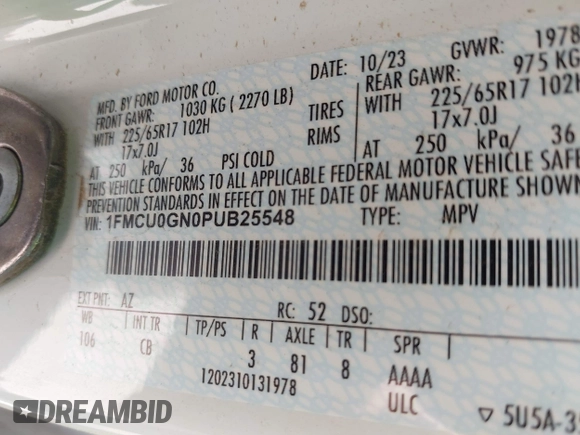 MFD. BY FORD MOTOR CO.
DATE: 10/23 GVWR: 1978
FRONT GAWR: 1030 KG ( 2270 LB) REAR GAWR: 975 KG
WITH 225/65R17 102H TIRES WITH 225/65R17 102H
17x7.0J RIMS 17x7.0J
AT 250 kPa/ 36 PSI COLD AT 250 kPa/ 36
THIS VEHICLE CONFORMS TO ALL APPLICABLE FEDERAL MOTOR VEHICLE SAFE
PREVENTION STANDARDS IN EFFECT ON THE DATE OF MANUFACTURE SHOWN
VIN: 1FMCU0GN0PUB25548 TYPE: MPV
EXT PNT: AZ RC: 52 DSO:
WB INT TR TP/PS R AXLE TR SPR
106 CB 3 81 8 AAAA
1202310131978 ULC
5U5A-3
DREAMBID